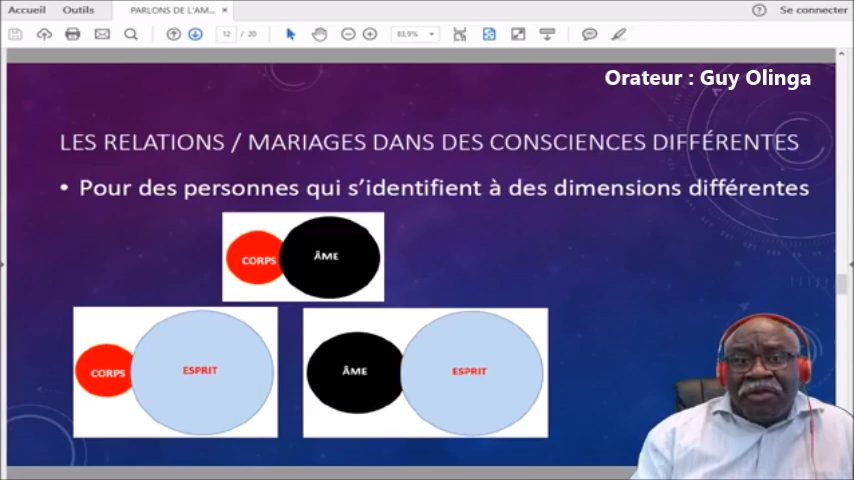 Accueil Outils PARLONS DE L'AM... × Se connecter
12 / 20 83,9%
Orateur : Guy Olinga
LES RELATIONS / MARIAGES DANS DES CONSCIENCES DIFFÉRENTES
• Pour des personnes qui s'identifient à des dimensions différentes
CORPS ÂME
CORPS ESPRIT
ÂME ESPRIT